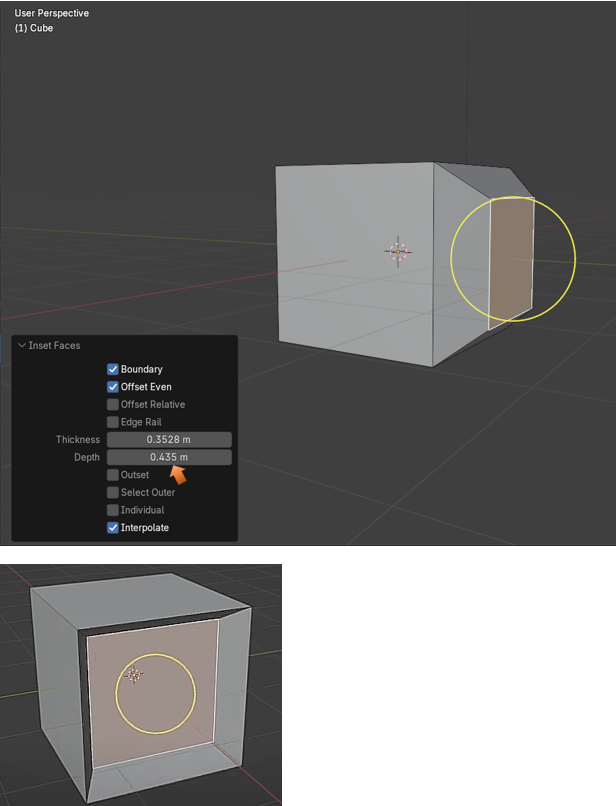 User Perspective
(1) Cube
Inset Faces
Boundary
Offset Even
Offset Relative
Edge Rail
Thickness 0.3528 m
Depth 0.435 m
Outset
Select Outer
Individual
Interpolate